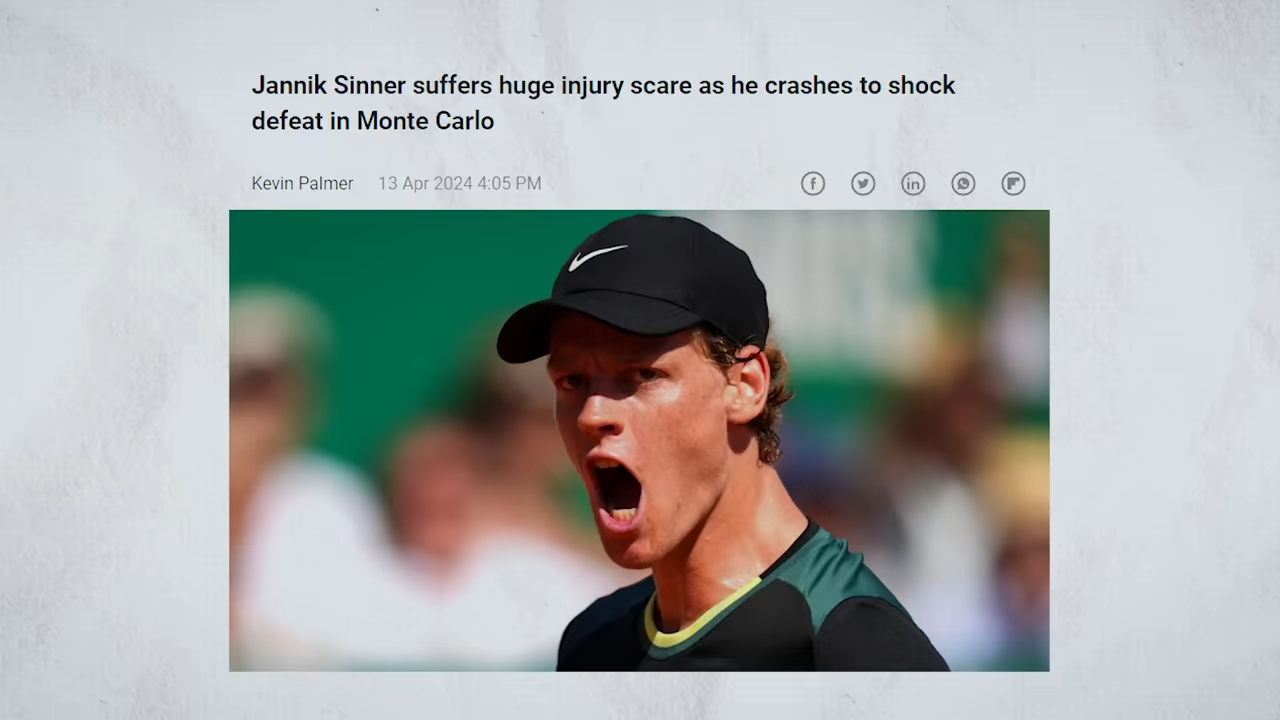 Jannik Sinner suffers huge injury scare as he crashes to shock
defeat in Monte Carlo
Kevin Palmer 13 Apr 2024 4:05 PM